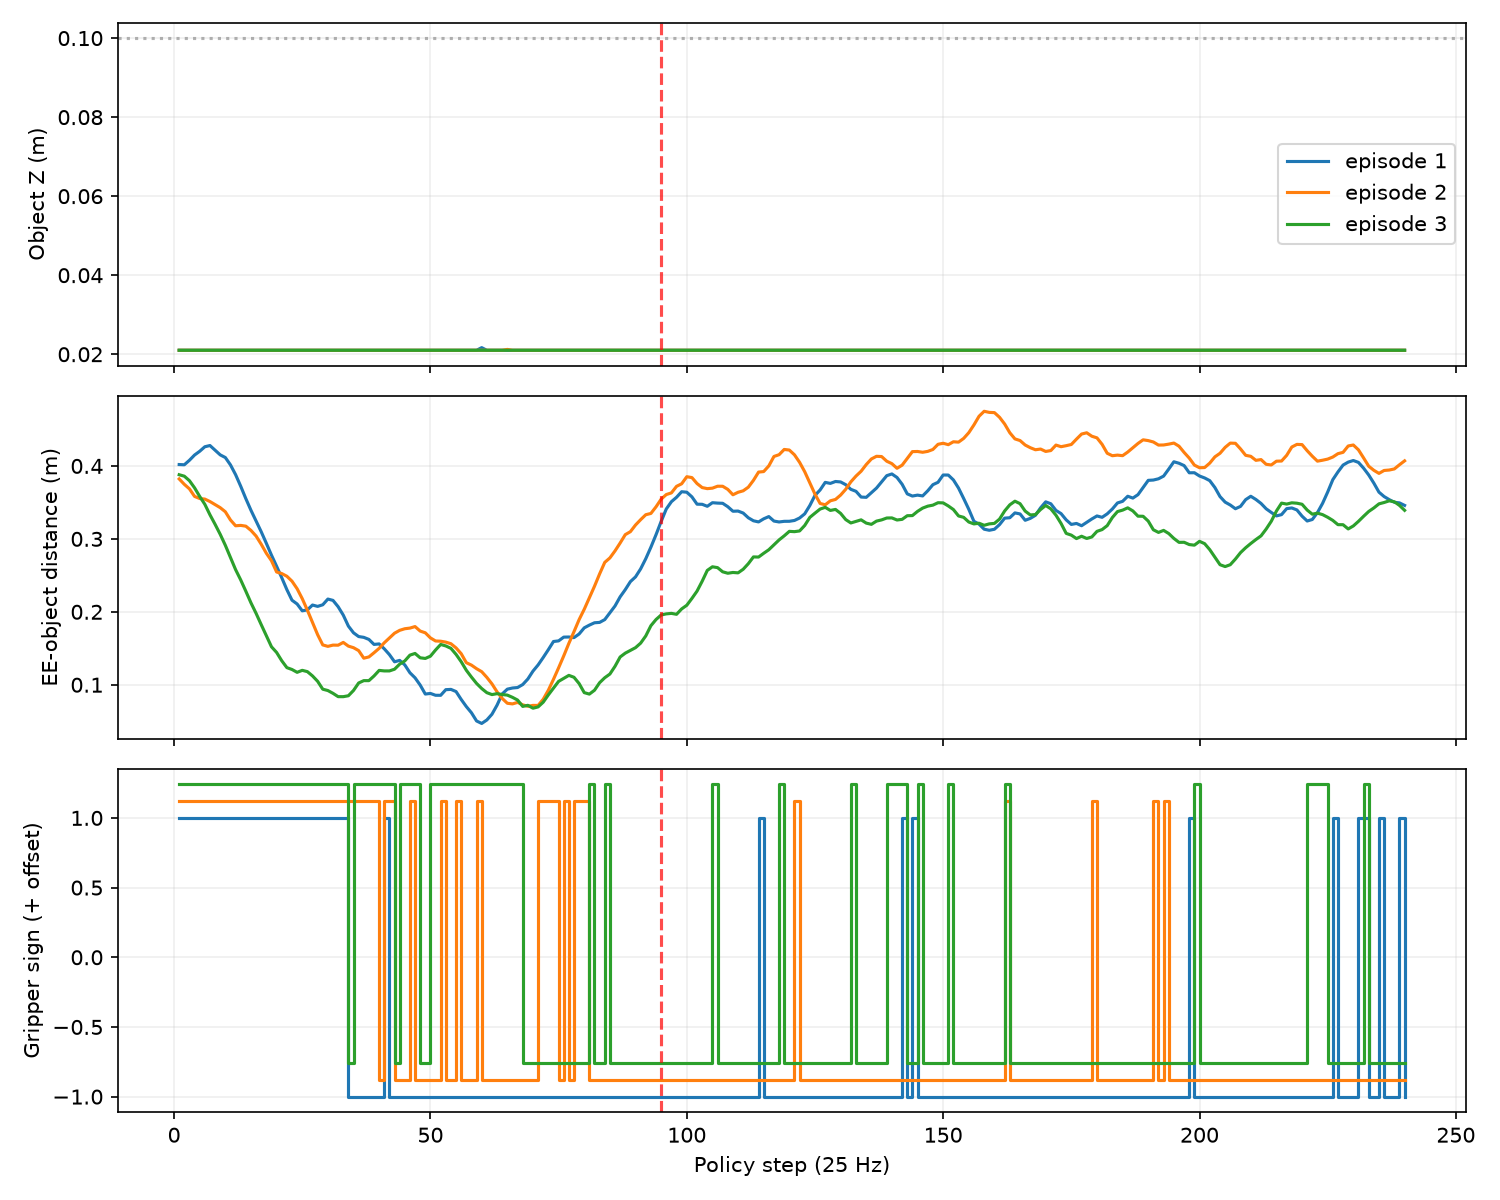 0.10
0.08
0.06
0.04
0.02
Object Z (m)
episode 1
episode 2
episode 3
0.4
0.3
0.2
0.1
EE-object distance (m)
1.0
0.5
0.0
−0.5
−1.0
Gripper sign (+ offset)
0
50
100
150
200
250
Policy step (25 Hz)